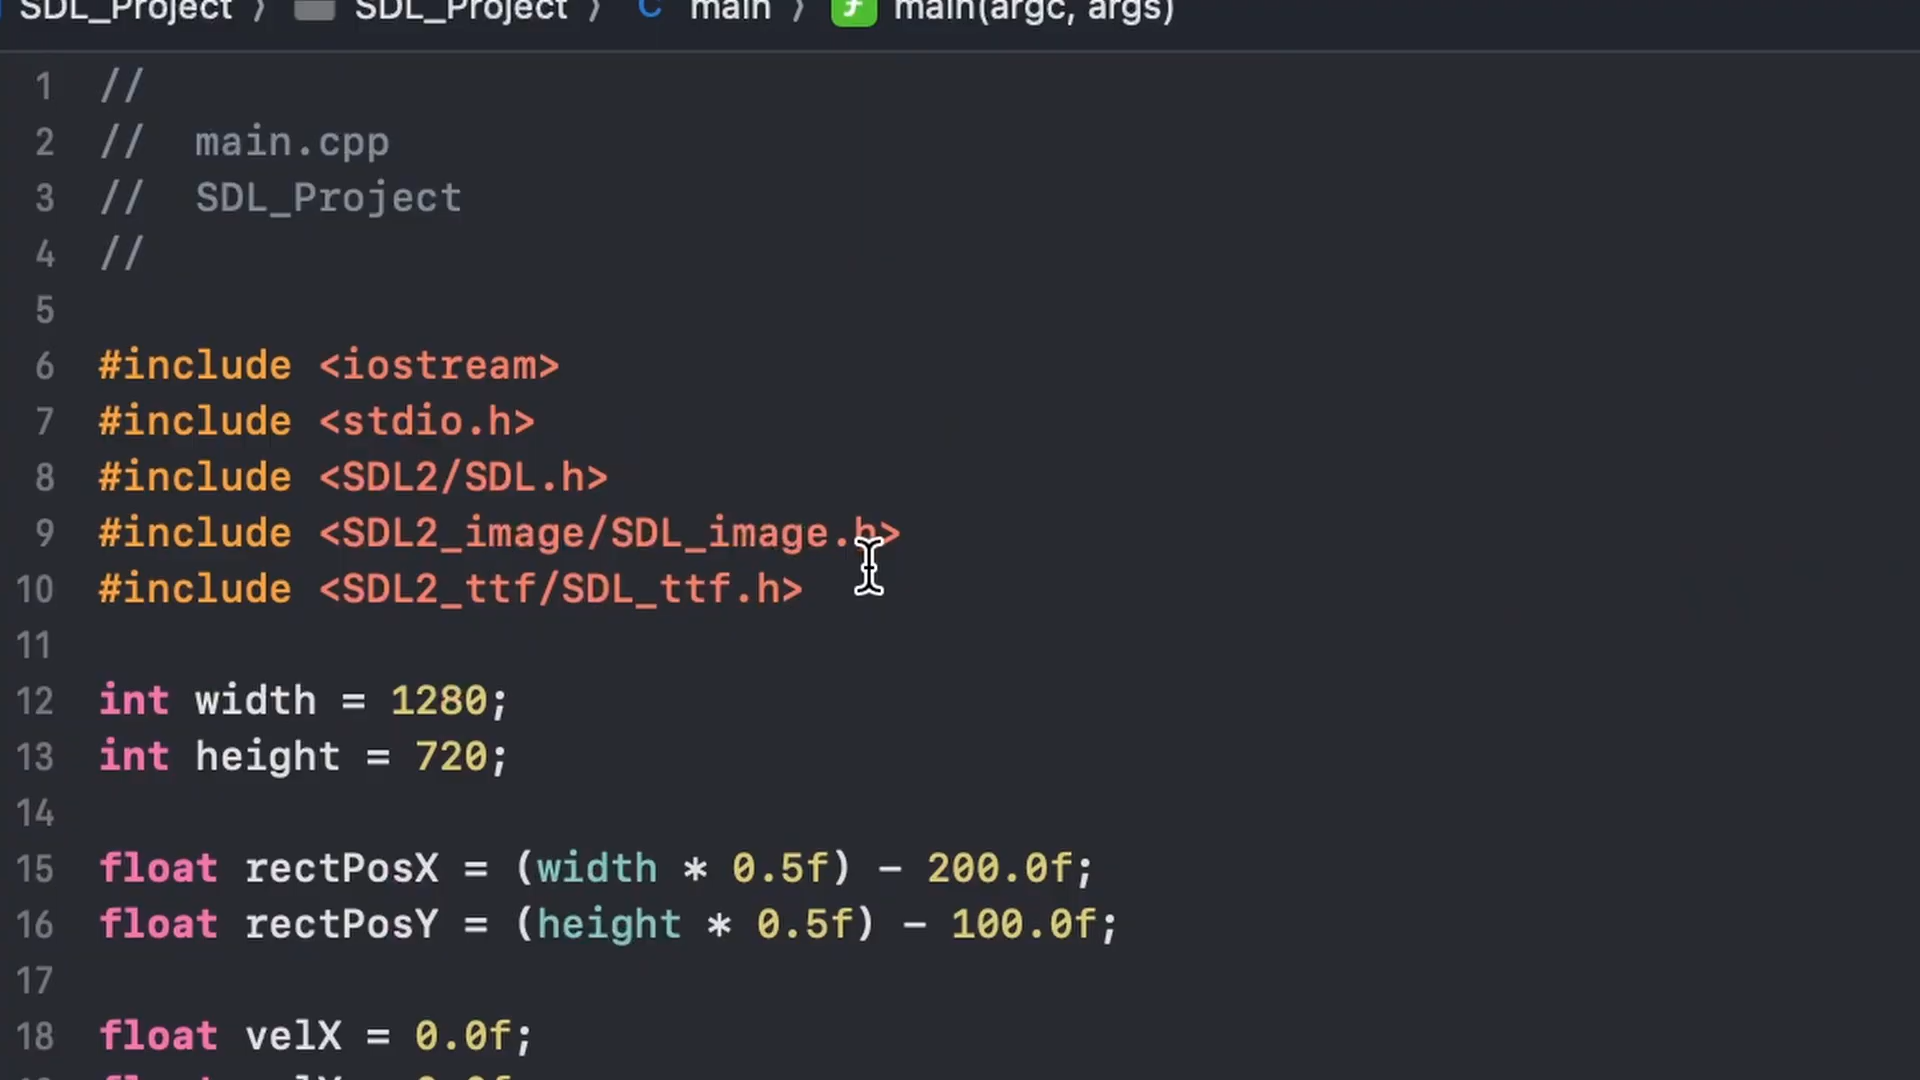 SDL_Project 〉 SDL_Project 〉 C main 〉 f main(argc, args)
1 //
2 //  main.cpp
3 //  SDL_Project
4 //
5
6 #include <iostream>
7 #include <stdio.h>
8 #include <SDL2/SDL.h>
9 #include <SDL2_image/SDL_image.h>
10 #include <SDL2_ttf/SDL_ttf.h>
11
12 int width = 1280;
13 int height = 720;
14
15 float rectPosX = (width * 0.5f) - 200.0f;
16 float rectPosY = (height * 0.5f) - 100.0f;
17
18 float velX = 0.0f;